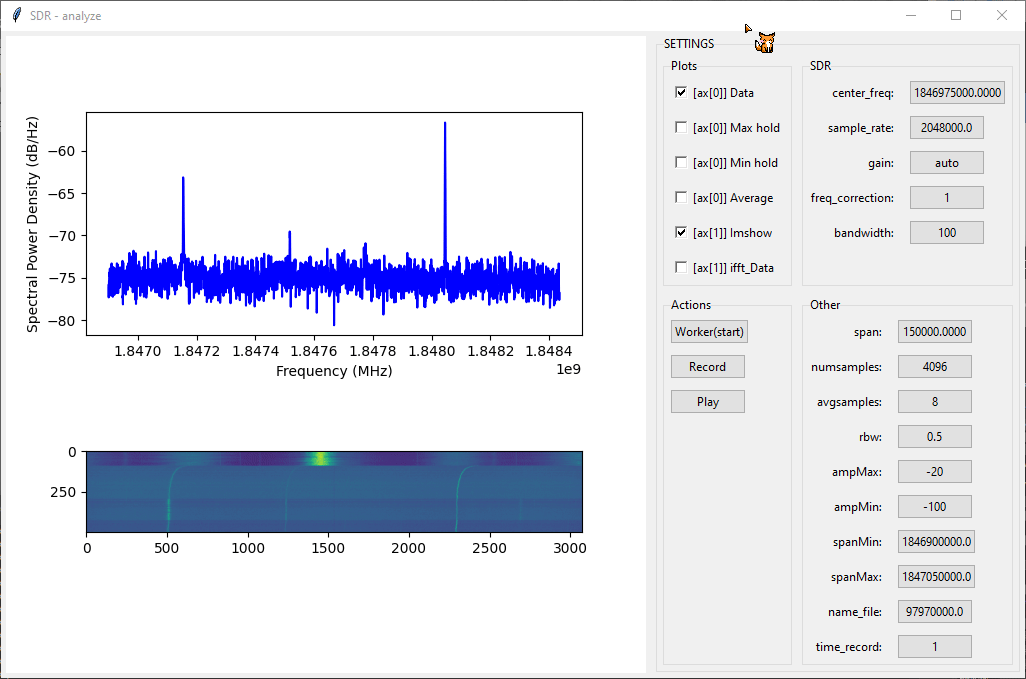 SDR - analyze
Spectral Power Density (dB/Hz)
−60
−65
−70
−75
−80
1.8470 1.8472 1.8474 1.8476 1.8478 1.8480 1.8482 1.8484
Frequency (MHz)
1e9
0
250
0 500 1000 1500 2000 2500 3000
SETTINGS
Plots
[ax[0]] Data
[ax[0]] Max hold
[ax[0]] Min hold
[ax[0]] Average
[ax[1]] Imshow
[ax[1]] ifft_Data
SDR
center_freq: 1846975000.0000
sample_rate: 2048000.0
gain: auto
freq_correction: 1
bandwidth: 100
Actions
Worker(start)
Record
Play
Other
span: 150000.0000
numsamples: 4096
avgsamples: 8
rbw: 0.5
ampMax: -20
ampMin: -100
spanMin: 1846900000.0
spanMax: 1847050000.0
name_file: 97970000.0
time_record: 1